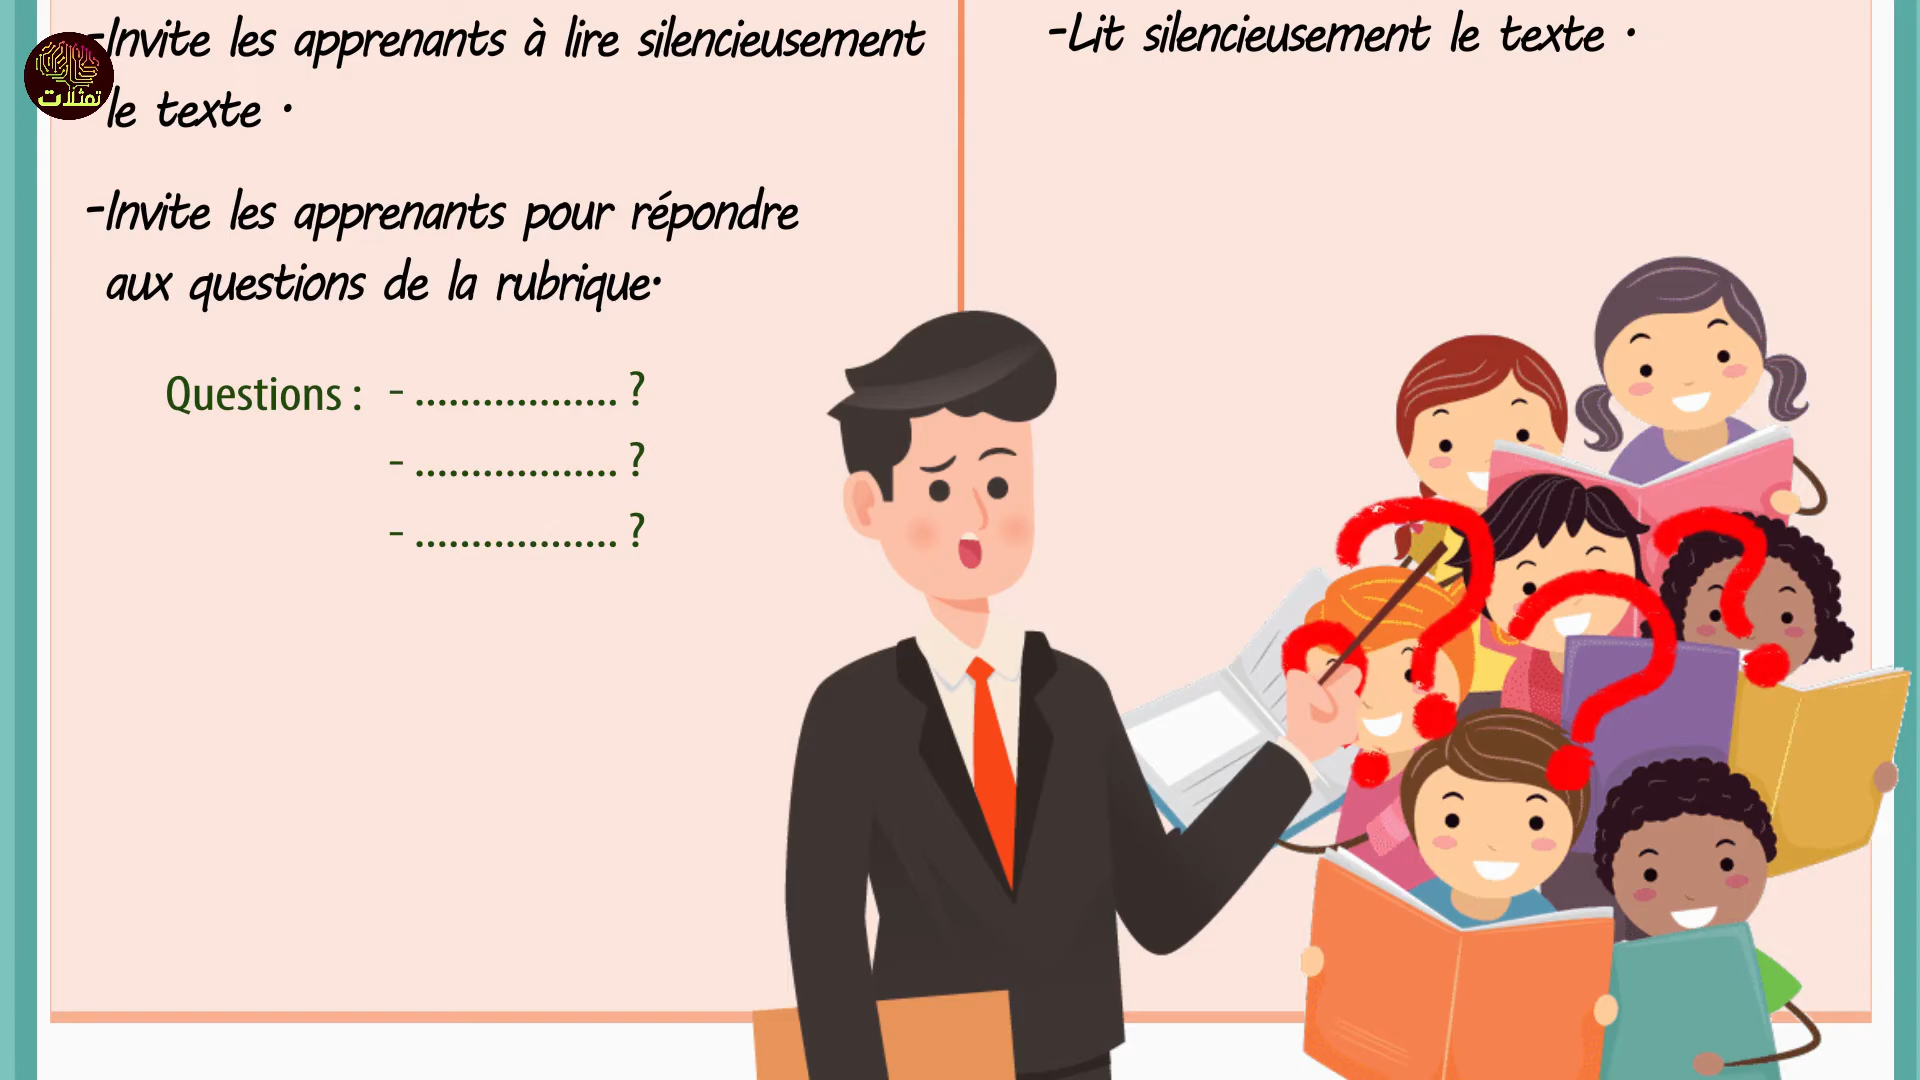 -Invite les apprenants à lire silencieusement
le texte .
-Invite les apprenants pour répondre
aux questions de la rubrique.
Questions : - .................. ?
- .................. ?
- .................. ?
-Lit silencieusement le texte .
تمثلات